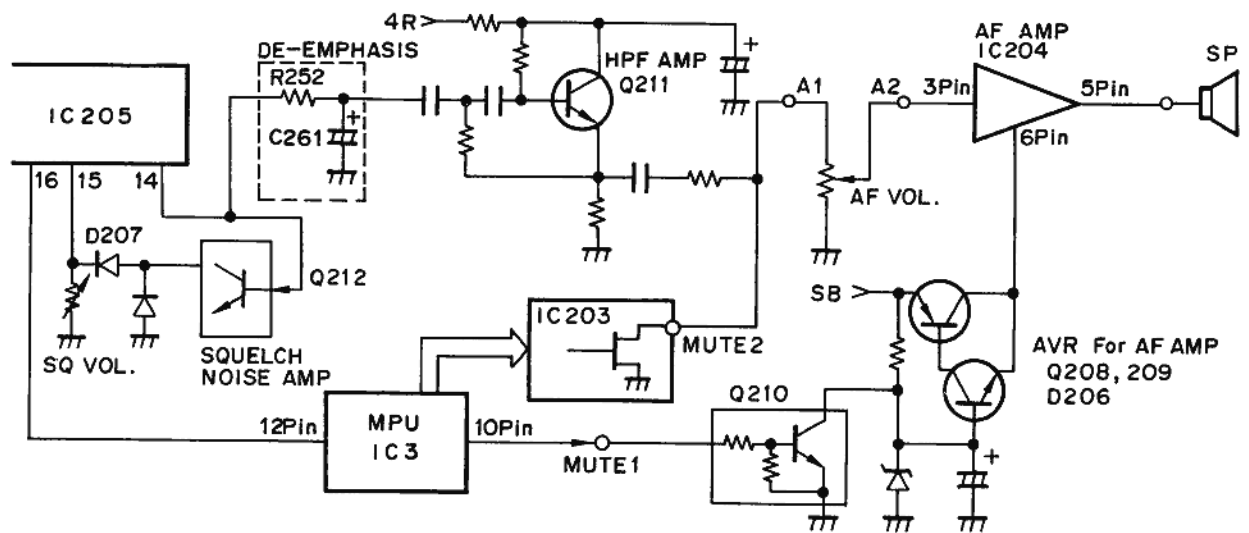 4R
AF AMP
IC204
SP
DE-EMPHASIS
HPF AMP
Q211
R252
A1
A2
3Pin
5Pin
IC205
C261
6Pin
16
15
14
AF VOL.
D207
Q212
SB
IC203
SQUELCH
NOISE AMP
SQ VOL.
MUTE2
AVR For AF AMP
Q208, 209
D206
Q210
12Pin
MPU
IC3
10Pin
MUTE1